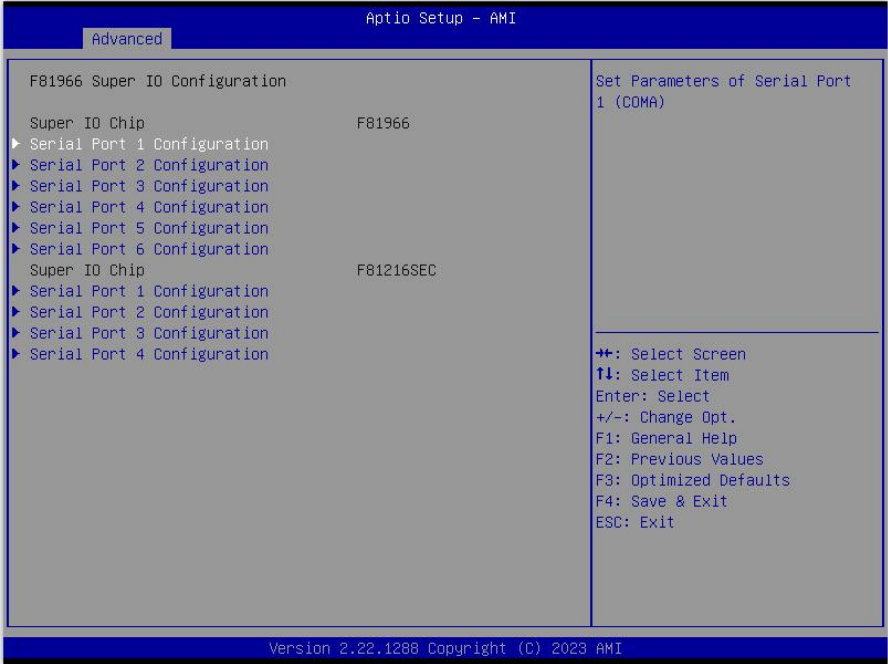 Aptio Setup – AMI
Advanced
F81966 Super IO Configuration
Super IO Chip F81966
Serial Port 1 Configuration
Serial Port 2 Configuration
Serial Port 3 Configuration
Serial Port 4 Configuration
Serial Port 5 Configuration
Serial Port 6 Configuration
Super IO Chip F81216SEC
Serial Port 1 Configuration
Serial Port 2 Configuration
Serial Port 3 Configuration
Serial Port 4 Configuration
Set Parameters of Serial Port
1 (COMA)
→←: Select Screen
↑↓: Select Item
Enter: Select
+/-: Change Opt.
F1: General Help
F2: Previous Values
F3: Optimized Defaults
F4: Save & Exit
ESC: Exit
Version 2.22.1288 Copyright (C) 2023 AMI